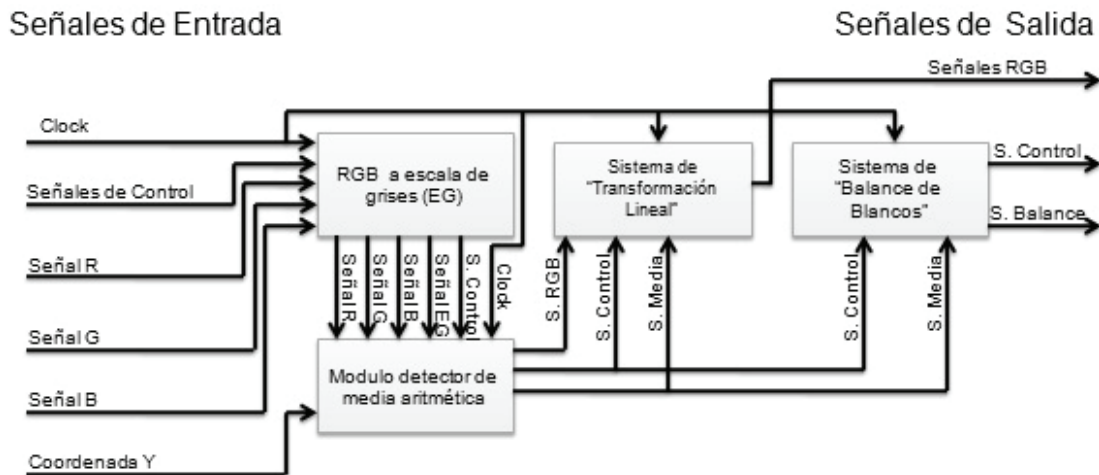 Señales de Entrada
Señales de Salida
Señales RGB
Clock
Señales de Control
Señal R
Señal G
Señal B
Coordenada Y
RGB a escala de
grises (EG)
Sistema de
"Transformación
Lineal"
Sistema de
"Balance de
Blancos"
S. Control
S. Balance
Señal R
Señal G
Señal B
Señal EG
S. Control
Clock
S. RGB
S. Control
S. Media
S. Control
S. Media
Modulo detector de
media aritmética